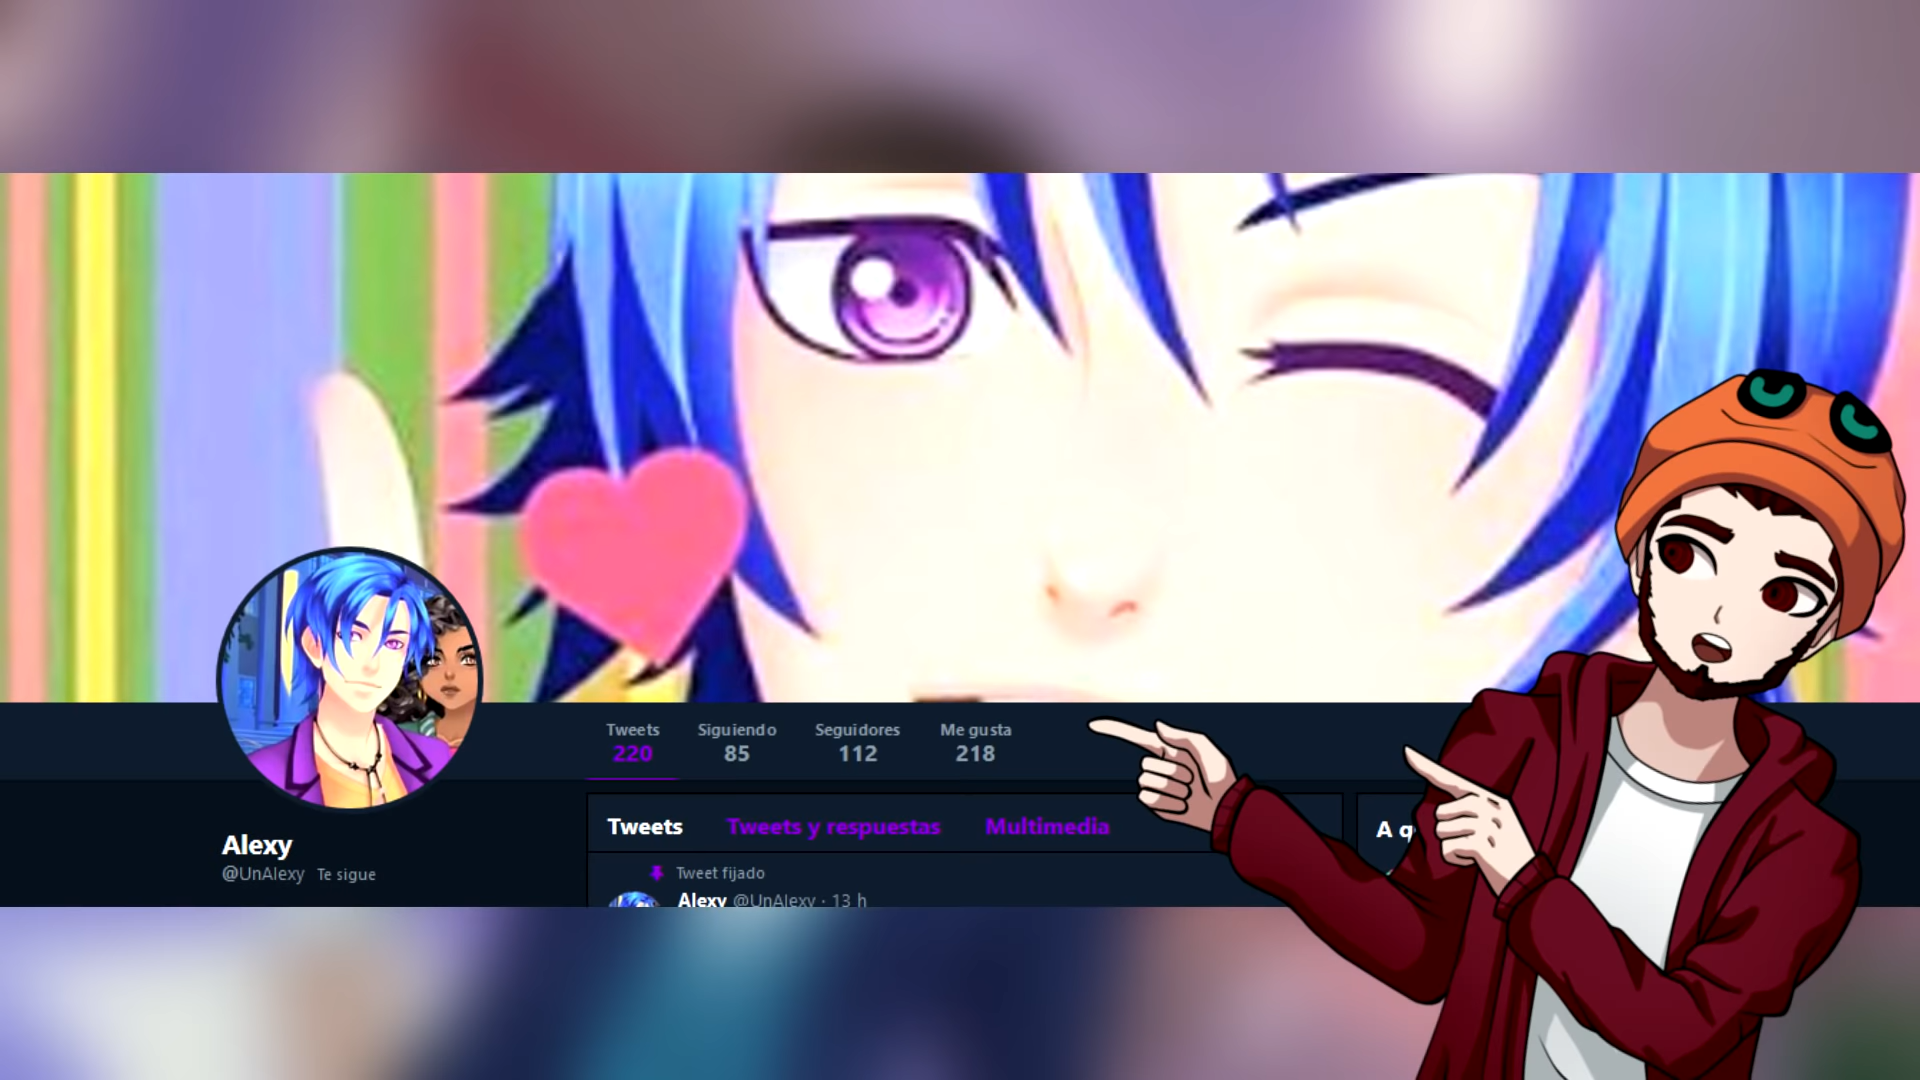 Tweets Siguiendo Seguidores Me gusta
220 85 112 218
Alexy
@UnAlexy Te sigue
Tweets Tweets y respuestas Multimedia
Tweet fijado
Alexy @UnAlexy · 13 h
A